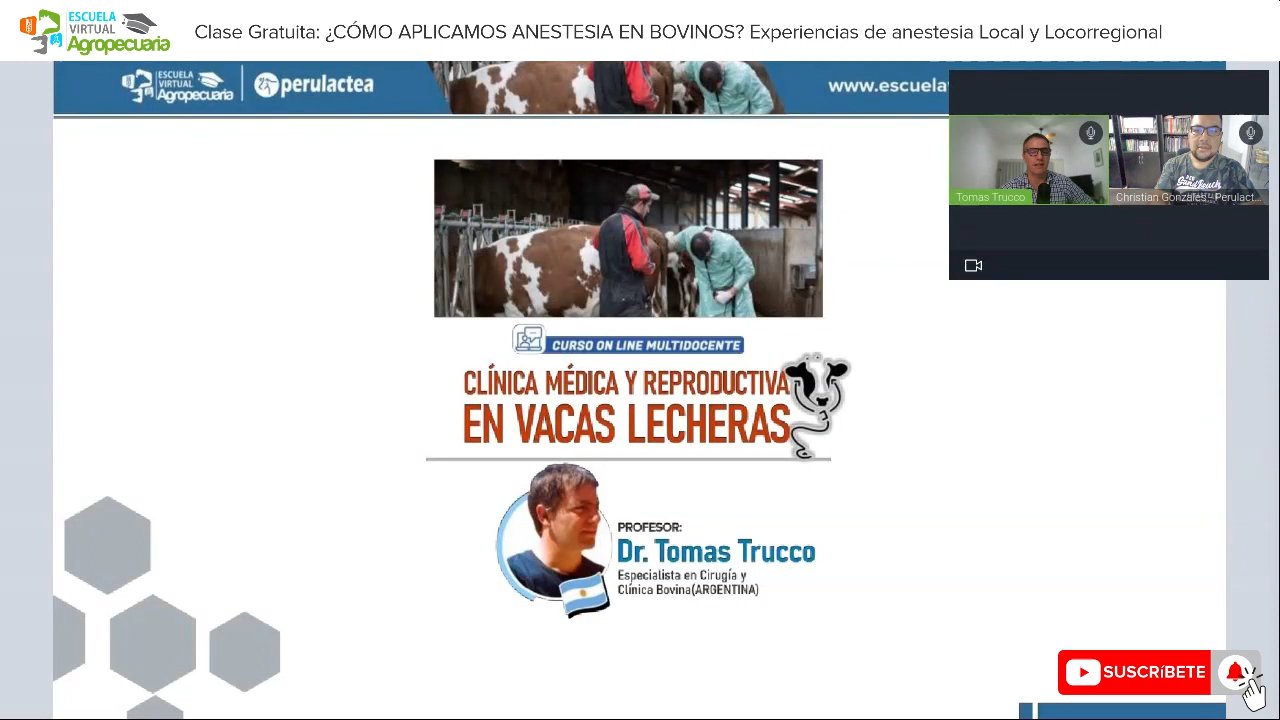 ESCUELA
VIRTUAL
Agropecuaria
Clase Gratuita: ¿CÓMO APLICAMOS ANESTESIA EN BOVINOS? Experiencias de anestesia Local y Locorregional
ESCUELA
VIRTUAL
Agropecuaria
perulactea
www.escuela
Tomas Trucco
Christian Gonzales - Perulact...
CURSO ON LINE MULTIDOCENTE
CLÍNICA MÉDICA Y REPRODUCTIVA
EN VACAS LECHERAS
PROFESOR:
Dr. Tomas Trucco
Especialista en Cirugía y
Clínica Bovina(ARGENTINA)
SUSCRíBETE